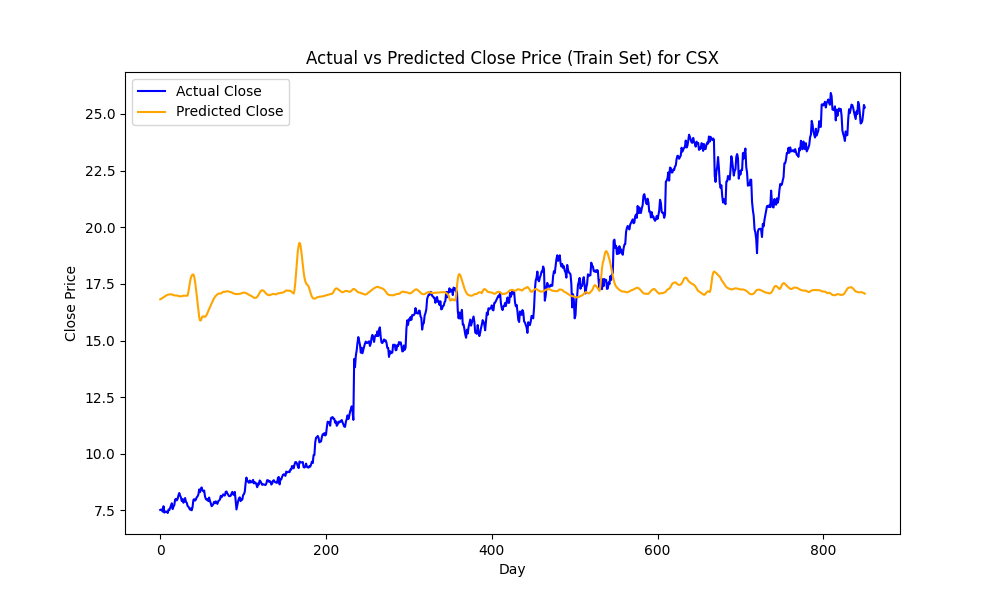 Actual vs Predicted Close Price (Train Set) for CSX
Actual Close
Predicted Close
Close Price
25.0
22.5
20.0
17.5
15.0
12.5
10.0
7.5
0 200 400 600 800
Day